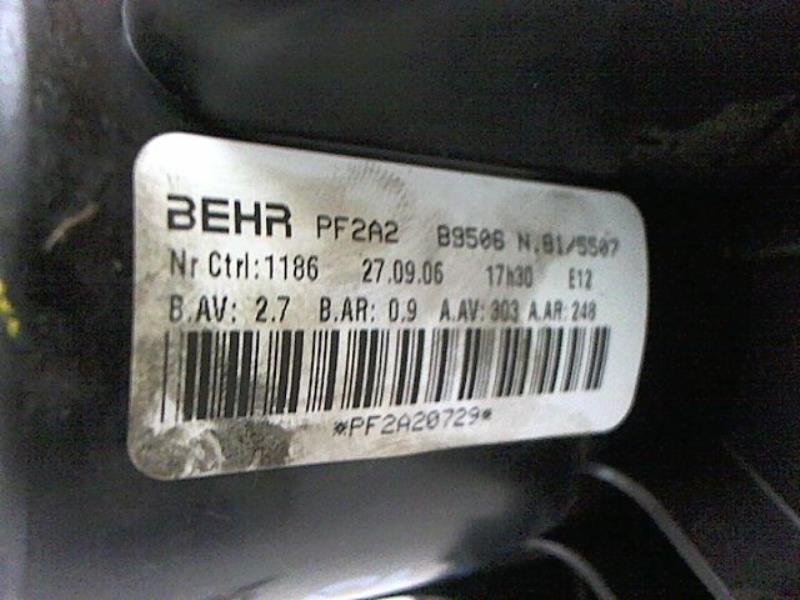 BEHR PF2A2 B9506 N.81/5507
Nr Ctrl:1186 27.09.06 17h30 E12
B.AV: 2.7 B.AR: 0.9 A.AV: 303 A.AR: 248
*PF2A20729*